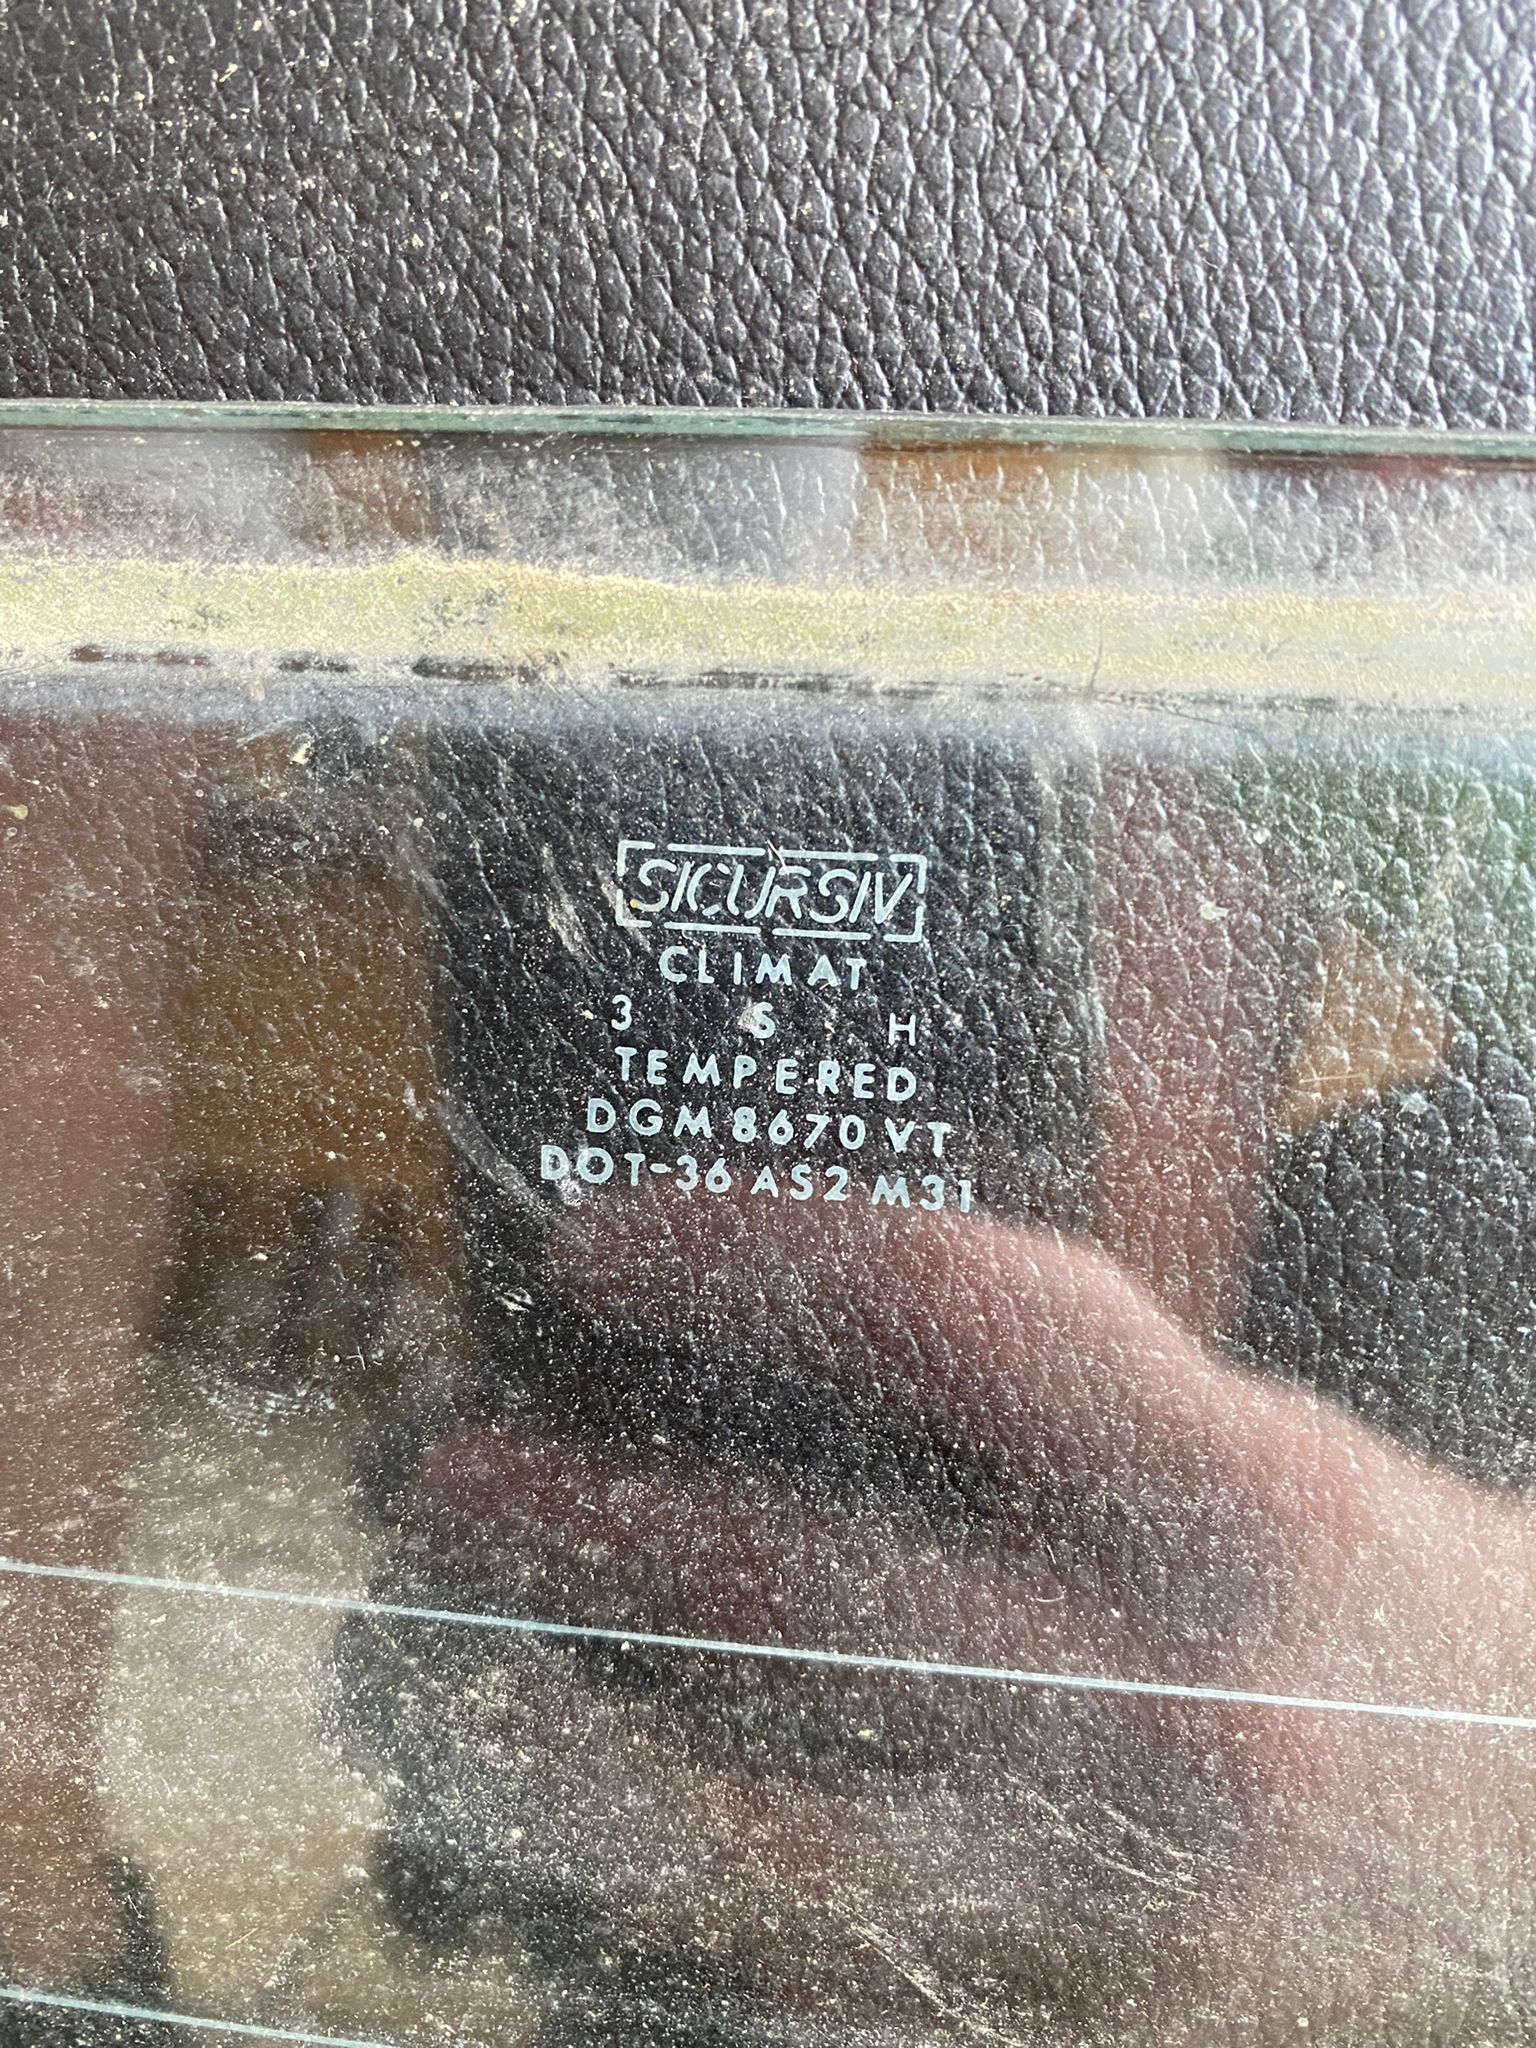 SICURSIV
CLIMAT
3 S H
TEMPERED
DGM 8670 VT
DOT-36 AS2 M31